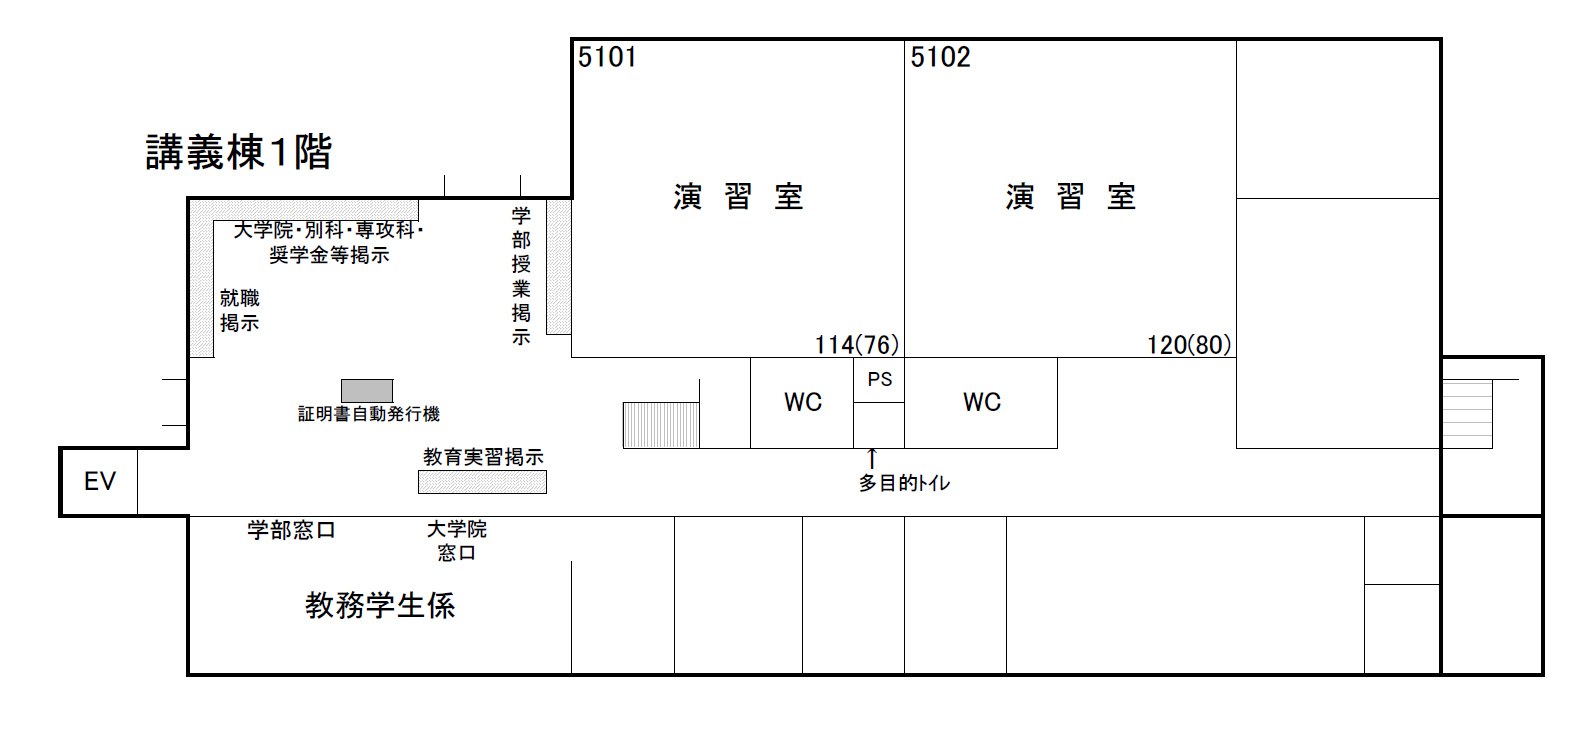 講義棟１階
5101
5102
演 習 室
演 習 室
114(76)
120(80)
大学院・別科・専攻科・
奨学金等掲示
学部授業掲示
就職
掲示
証明書自動発行機
教育実習掲示
WC
PS
WC
↑
多目的ﾄｲﾚ
EV
学部窓口
大学院
窓口
教務学生係